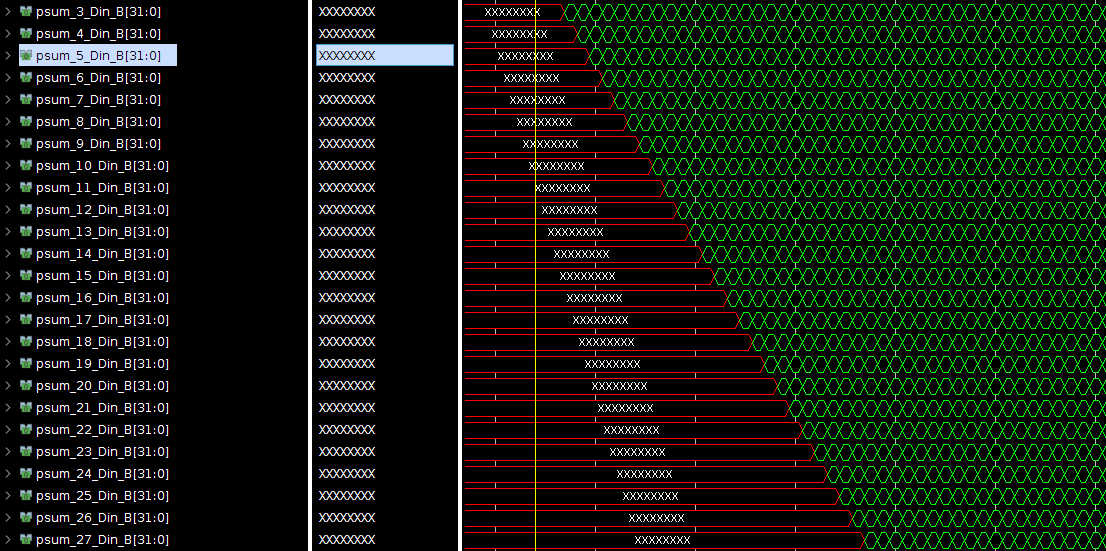 psum_3_Din_B[31:0] XXXXXXXX XXXXXXXX
psum_4_Din_B[31:0] XXXXXXXX XXXXXXXX
psum_5_Din_B[31:0] XXXXXXXX XXXXXXXX
psum_6_Din_B[31:0] XXXXXXXX XXXXXXXX
psum_7_Din_B[31:0] XXXXXXXX XXXXXXXX
psum_8_Din_B[31:0] XXXXXXXX XXXXXXXX
psum_9_Din_B[31:0] XXXXXXXX XXXXXXXX
psum_10_Din_B[31:0] XXXXXXXX XXXXXXXX
psum_11_Din_B[31:0] XXXXXXXX XXXXXXXX
psum_12_Din_B[31:0] XXXXXXXX XXXXXXXX
psum_13_Din_B[31:0] XXXXXXXX XXXXXXXX
psum_14_Din_B[31:0] XXXXXXXX XXXXXXXX
psum_15_Din_B[31:0] XXXXXXXX XXXXXXXX
psum_16_Din_B[31:0] XXXXXXXX XXXXXXXX
psum_17_Din_B[31:0] XXXXXXXX XXXXXXXX
psum_18_Din_B[31:0] XXXXXXXX XXXXXXXX
psum_19_Din_B[31:0] XXXXXXXX XXXXXXXX
psum_20_Din_B[31:0] XXXXXXXX XXXXXXXX
psum_21_Din_B[31:0] XXXXXXXX XXXXXXXX
psum_22_Din_B[31:0] XXXXXXXX XXXXXXXX
psum_23_Din_B[31:0] XXXXXXXX XXXXXXXX
psum_24_Din_B[31:0] XXXXXXXX XXXXXXXX
psum_25_Din_B[31:0] XXXXXXXX XXXXXXXX
psum_26_Din_B[31:0] XXXXXXXX XXXXXXXX
psum_27_Din_B[31:0] XXXXXXXX XXXXXXXX